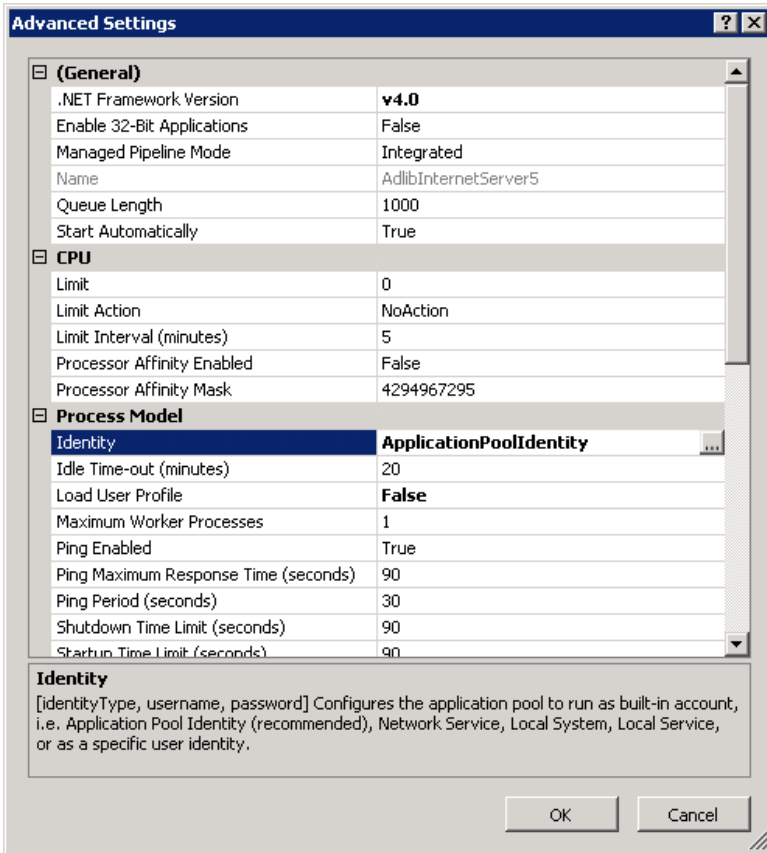 Advanced Settings
(General)
.NET Framework Version v4.0
Enable 32-Bit Applications False
Managed Pipeline Mode Integrated
Name AdlibInternetServer5
Queue Length 1000
Start Automatically True
CPU
Limit 0
Limit Action NoAction
Limit Interval (minutes) 5
Processor Affinity Enabled False
Processor Affinity Mask 4294967295
Process Model
Identity ApplicationPoolIdentity ...
Idle Time-out (minutes) 20
Load User Profile False
Maximum Worker Processes 1
Ping Enabled True
Ping Maximum Response Time (seconds) 90
Ping Period (seconds) 30
Shutdown Time Limit (seconds) 90
Startup Time Limit (seconds) 90
Identity
[identityType, username, password] Configures the application pool to run as built-in account,
i.e. Application Pool Identity (recommended), Network Service, Local System, Local Service,
or as a specific user identity.
OK Cancel